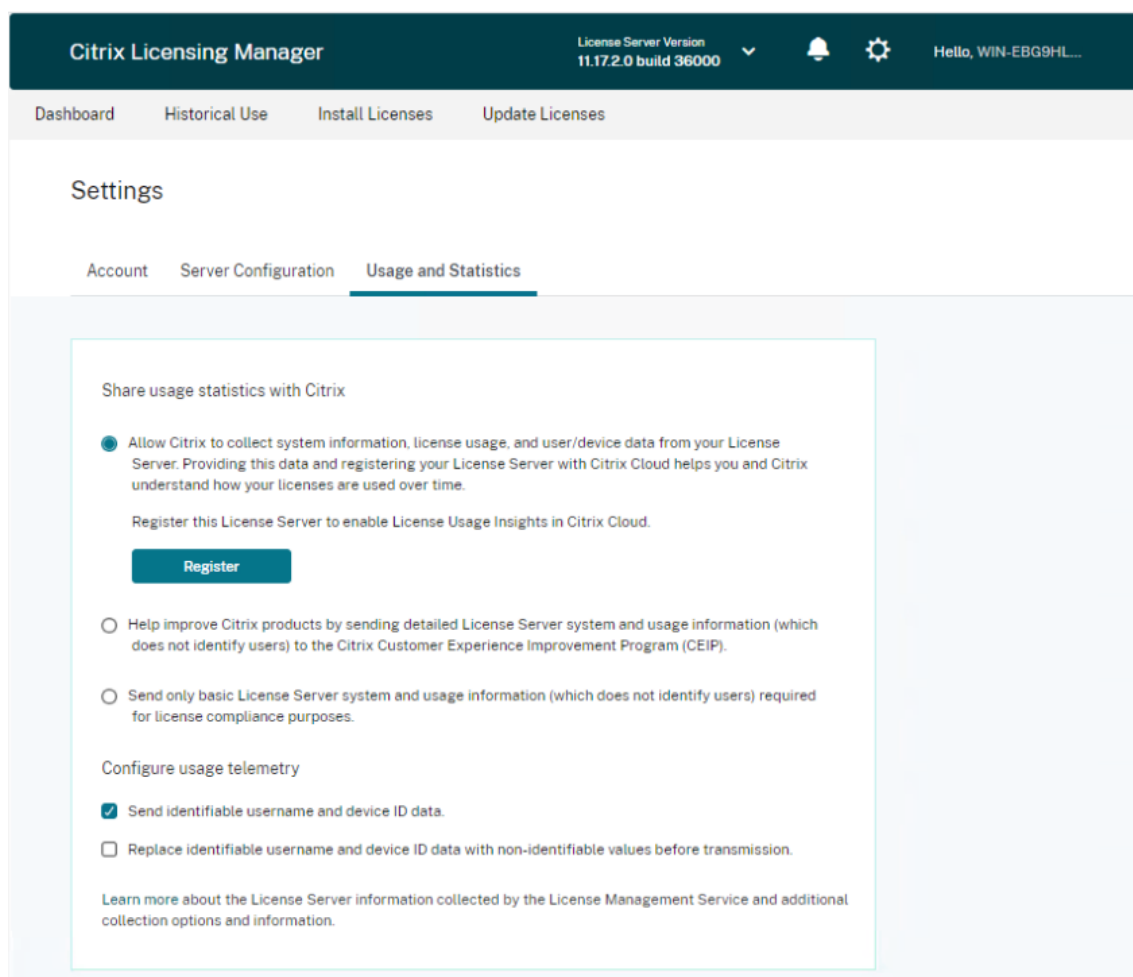 Citrix Licensing Manager
License Server Version
11.17.2.0 build 36000
Hello, WIN-EBG9HL...
Dashboard
Historical Use
Install Licenses
Update Licenses
Settings
Account
Server Configuration
Usage and Statistics
Share usage statistics with Citrix
Allow Citrix to collect system information, license usage, and user/device data from your License
Server. Providing this data and registering your License Server with Citrix Cloud helps you and Citrix
understand how your licenses are used over time.
Register this License Server to enable License Usage Insights in Citrix Cloud.
Register
Help improve Citrix products by sending detailed License Server system and usage information (which
does not identify users) to the Citrix Customer Experience Improvement Program (CEIP).
Send only basic License Server system and usage information (which does not identify users) required
for license compliance purposes.
Configure usage telemetry
Send identifiable username and device ID data.
Replace identifiable username and device ID data with non-identifiable values before transmission.
Learn more about the License Server information collected by the License Management Service and additional
collection options and information.